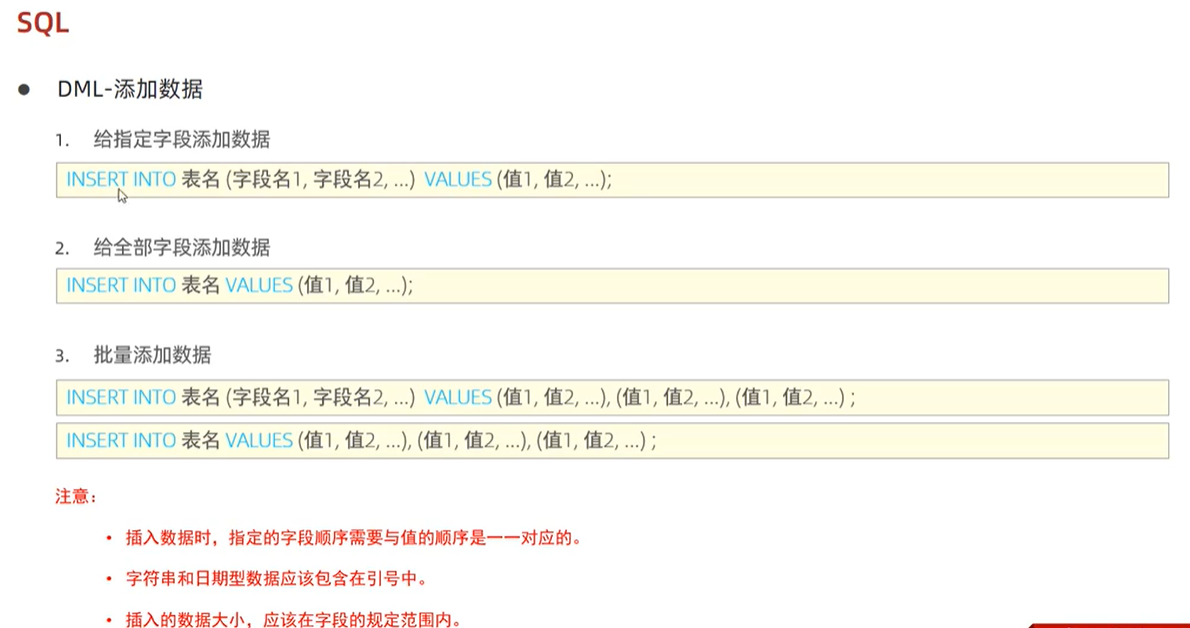 SQL
● DML-添加数据
1. 给指定字段添加数据
INSERT INTO 表名 (字段名1, 字段名2, ...) VALUES (值1, 值2, ...);
2. 给全部字段添加数据
INSERT INTO 表名 VALUES (值1, 值2, ...);
3. 批量添加数据
INSERT INTO 表名 (字段名1, 字段名2, ...) VALUES (值1, 值2, ...), (值1, 值2, ...), (值1, 值2, ...) ;
INSERT INTO 表名 VALUES (值1, 值2, ...), (值1, 值2, ...), (值1, 值2, ...) ;
注意：
• 插入数据时，指定的字段顺序需要与值的顺序是一一对应的。
• 字符串和日期型数据应该包含在引号中。
• 插入的数据大小，应该在字段的规定范围内。